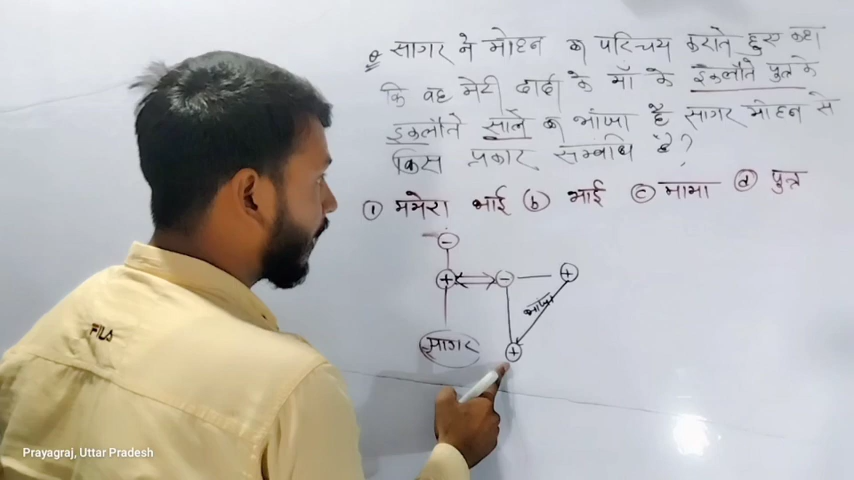 Q सागर ने मोहन का परिचय कराते हुए कहा
कि वह मेरी दादी के माँ के इकलौते पुत्र के
इकलौते साले का भांजा है सागर मोहन से
किस प्रकार सम्बंधि है?
① ममेरा भाई ⓑ भाई ⓒ मामा ⓓ पुत्र
भांजा
सागर
FILA
Prayagraj, Uttar Pradesh